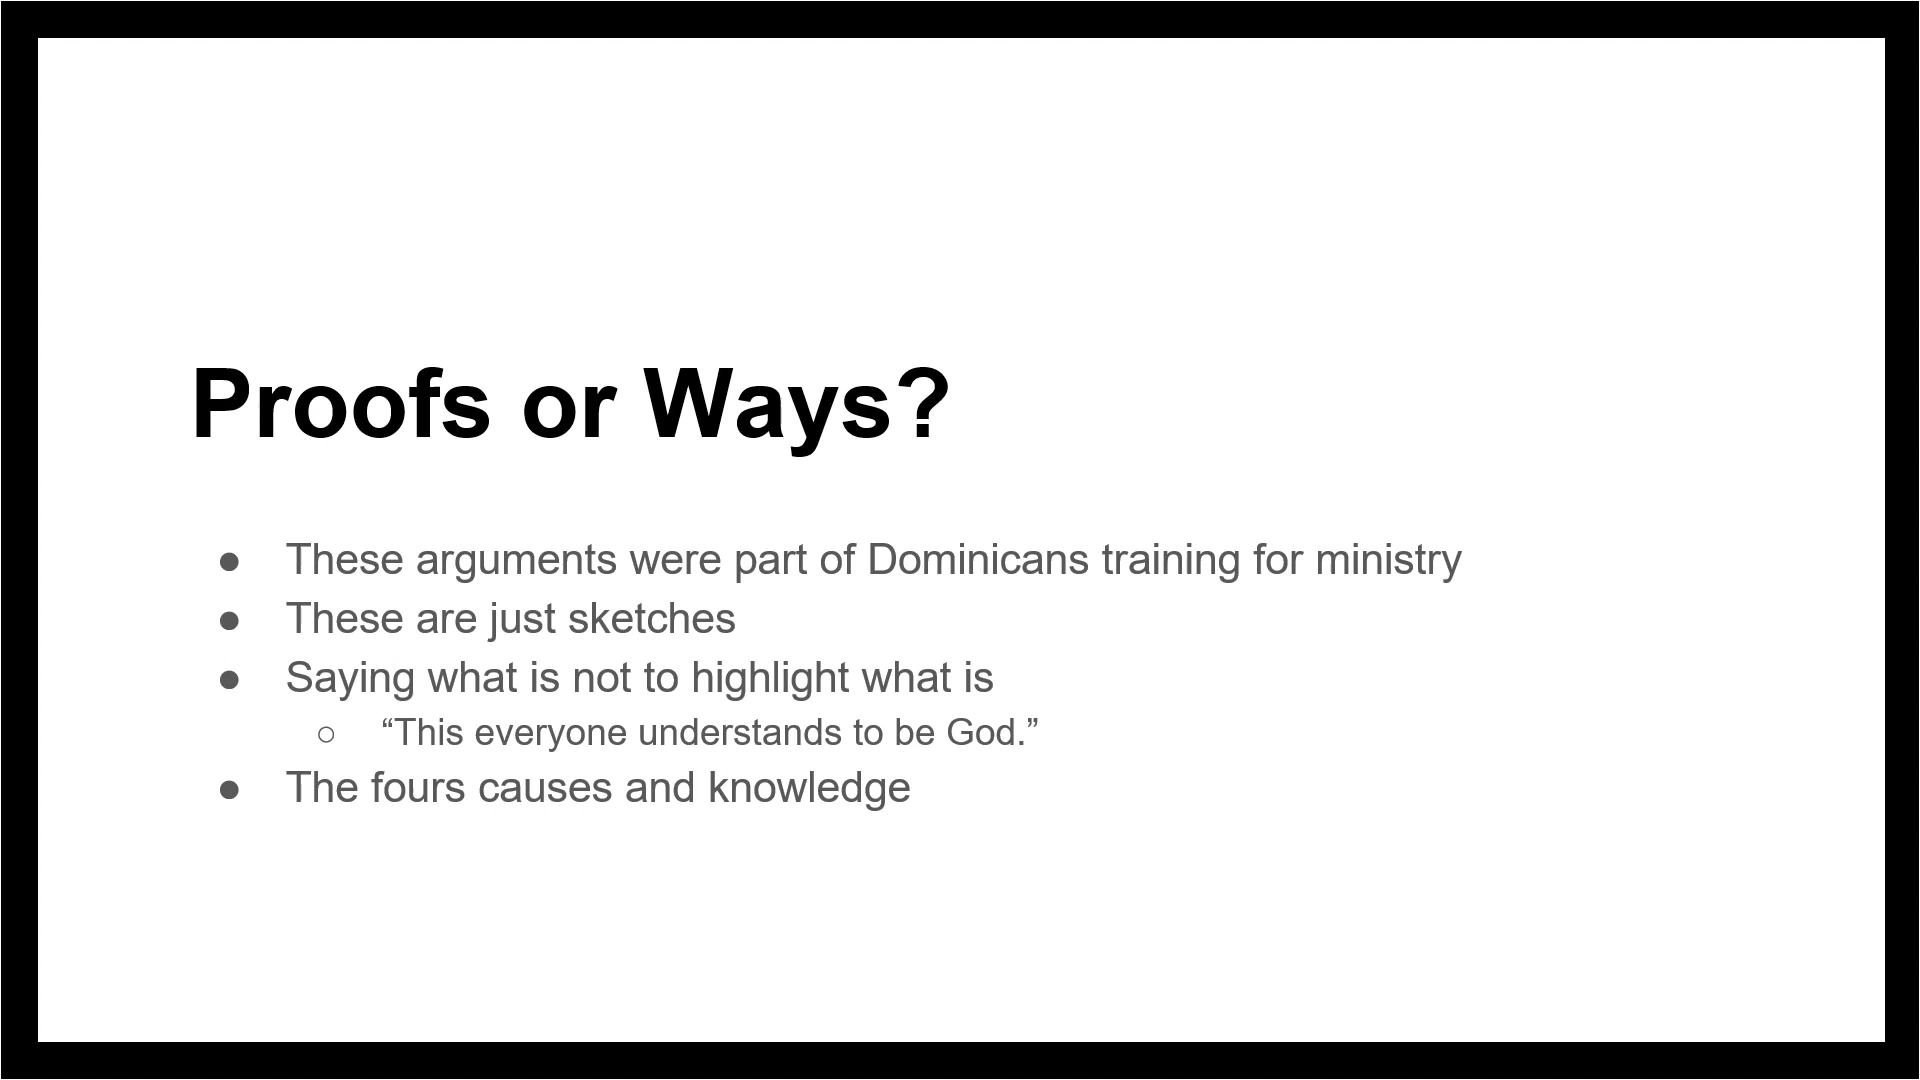 Proofs or Ways?
● These arguments were part of Dominicans training for ministry
● These are just sketches
● Saying what is not to highlight what is
○ “This everyone understands to be God.”
● The fours causes and knowledge